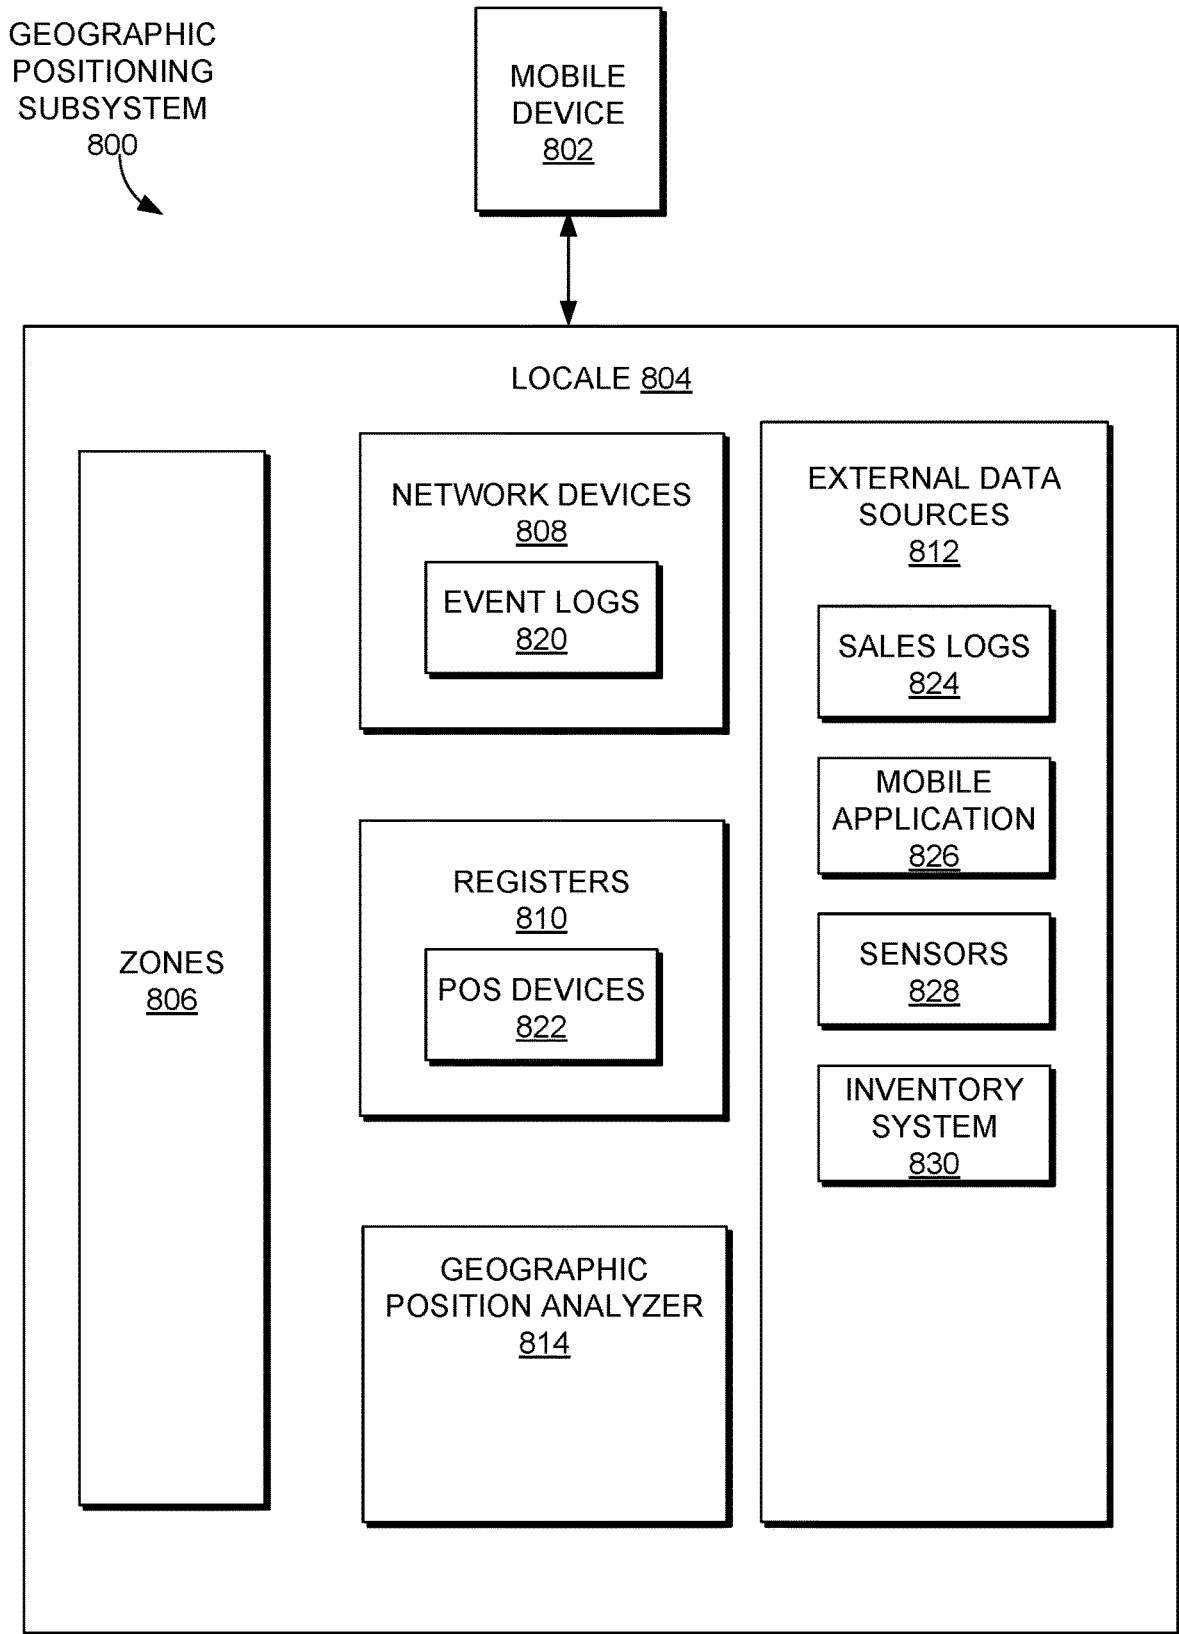 GEOGRAPHIC
POSITIONING
SUBSYSTEM
800
MOBILE
DEVICE
802
LOCALE 804
ZONES
806
NETWORK DEVICES
808
EVENT LOGS
820
REGISTERS
810
POS DEVICES
822
GEOGRAPHIC
POSITION ANALYZER
814
EXTERNAL DATA
SOURCES
812
SALES LOGS
824
MOBILE
APPLICATION
826
SENSORS
828
INVENTORY
SYSTEM
830